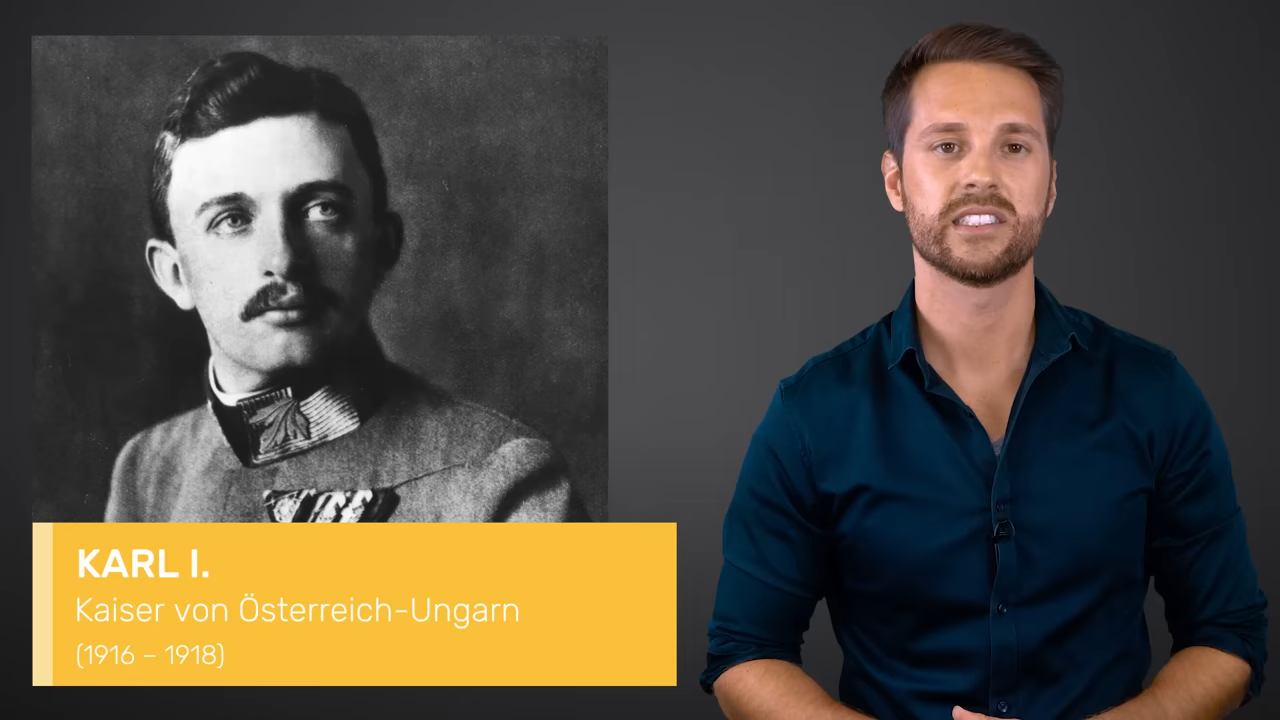 KARL I.
Kaiser von Österreich-Ungarn
(1916 – 1918)